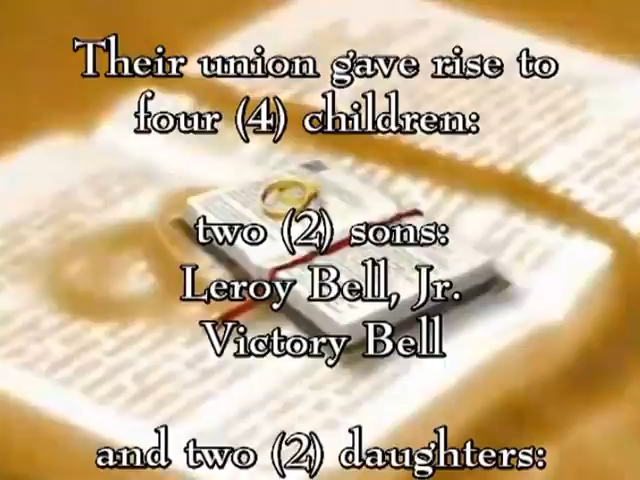 Their union gave rise to
four (4) children:
two (2) sons:
Leroy Bell, Jr.
Victory Bell
and two (2) daughters: